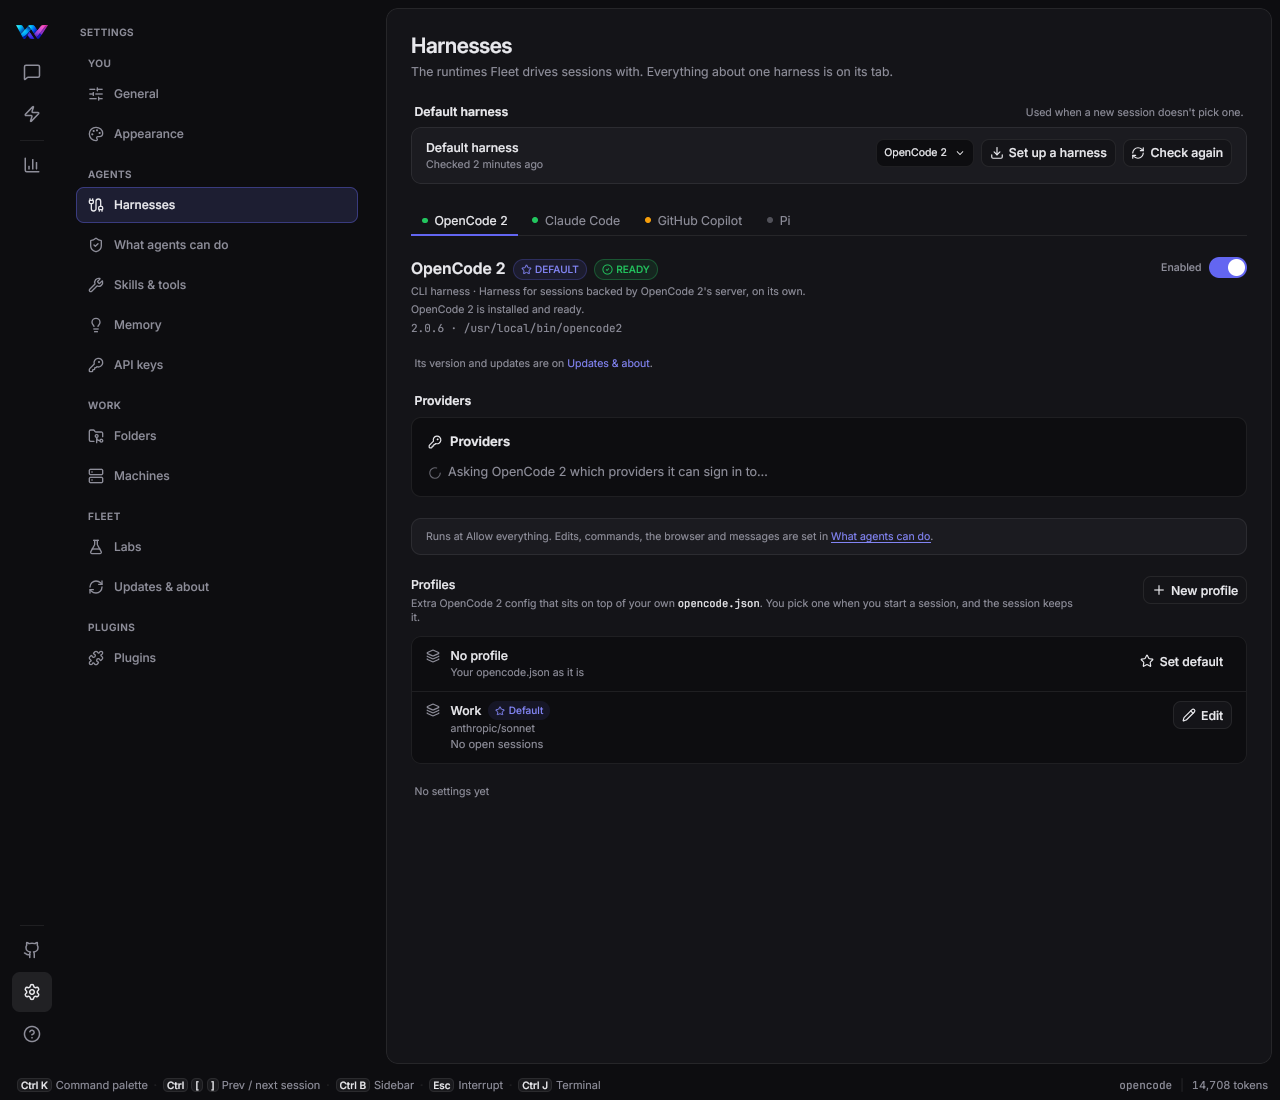 SETTINGS
YOU
General
Appearance
AGENTS
Harnesses
What agents can do
Skills & tools
Memory
API keys
WORK
Folders
Machines
FLEET
Labs
Updates & about
PLUGINS
Plugins
Harnesses
The runtimes Fleet drives sessions with. Everything about one harness is on its tab.
Default harness
Used when a new session doesn't pick one.
Default harness
Checked 2 minutes ago
OpenCode 2
Set up a harness
Check again
OpenCode 2
Claude Code
GitHub Copilot
Pi
OpenCode 2 DEFAULT READY
Enabled
CLI harness · Harness for sessions backed by OpenCode 2's server, on its own.
OpenCode 2 is installed and ready.
2.0.6 · /usr/local/bin/opencode2
Its version and updates are on Updates & about.
Providers
Providers
Asking OpenCode 2 which providers it can sign in to...
Runs at Allow everything. Edits, commands, the browser and messages are set in What agents can do.
Profiles
Extra OpenCode 2 config that sits on top of your own opencode.json. You pick one when you start a session, and the session keeps
it.
New profile
No profile
Your opencode.json as it is
Set default
Work Default
anthropic/sonnet
No open sessions
Edit
No settings yet
Ctrl K Command palette · Ctrl [ ] Prev / next session · Ctrl B Sidebar · Esc Interrupt · Ctrl J Terminal
opencode
14,708 tokens